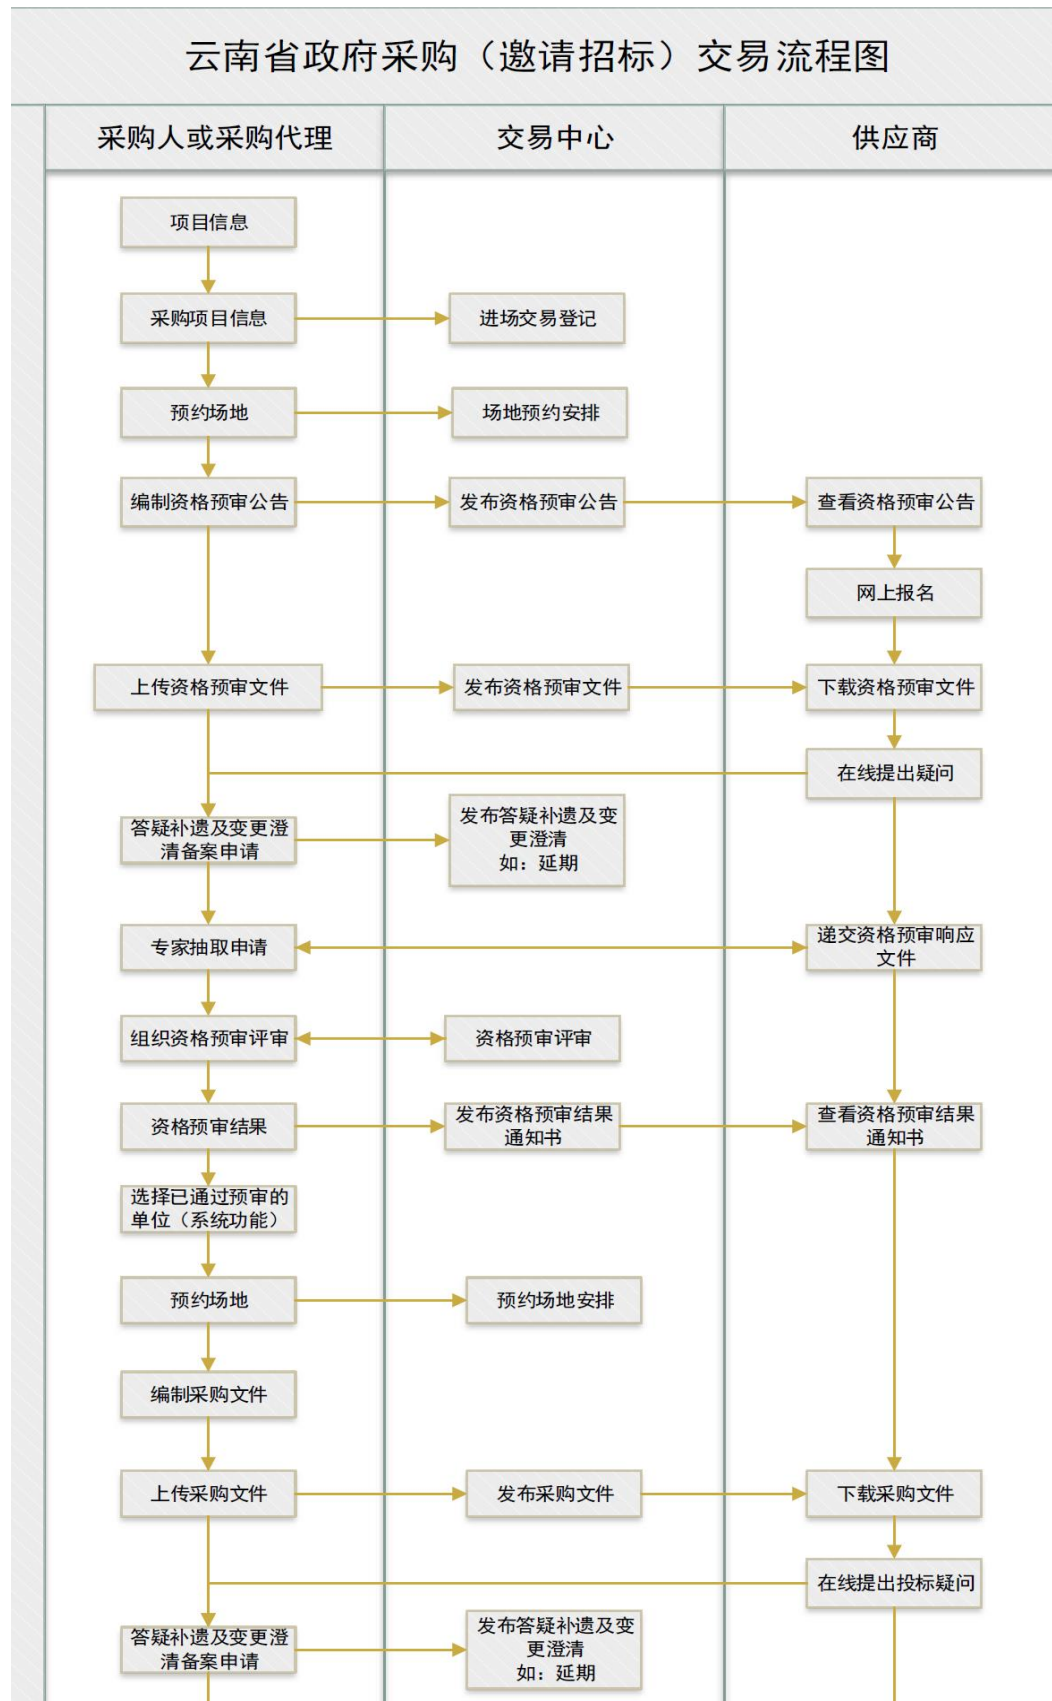 云南省政府采购（邀请招标）交易流程图
采购人或采购代理
交易中心
供应商
项目信息
采购项目信息
进场交易登记
预约场地
场地预约安排
编制资格预审公告
发布资格预审公告
查看资格预审公告
网上报名
上传资格预审文件
发布资格预审文件
下载资格预审文件
在线提出疑问
答疑补遗及变更澄
清备案申请
发布答疑补遗及变
更澄清
如：延期
专家抽取申请
递交资格预审响应
文件
组织资格预审评审
资格预审评审
资格预审结果
发布资格预审结果
通知书
查看资格预审结果
通知书
选择已通过预审的
单位（系统功能）
预约场地
预约场地安排
编制采购文件
上传采购文件
发布采购文件
下载采购文件
在线提出投标疑问
答疑补遗及变更澄
清备案申请
发布答疑补遗及变
更澄清
如：延期